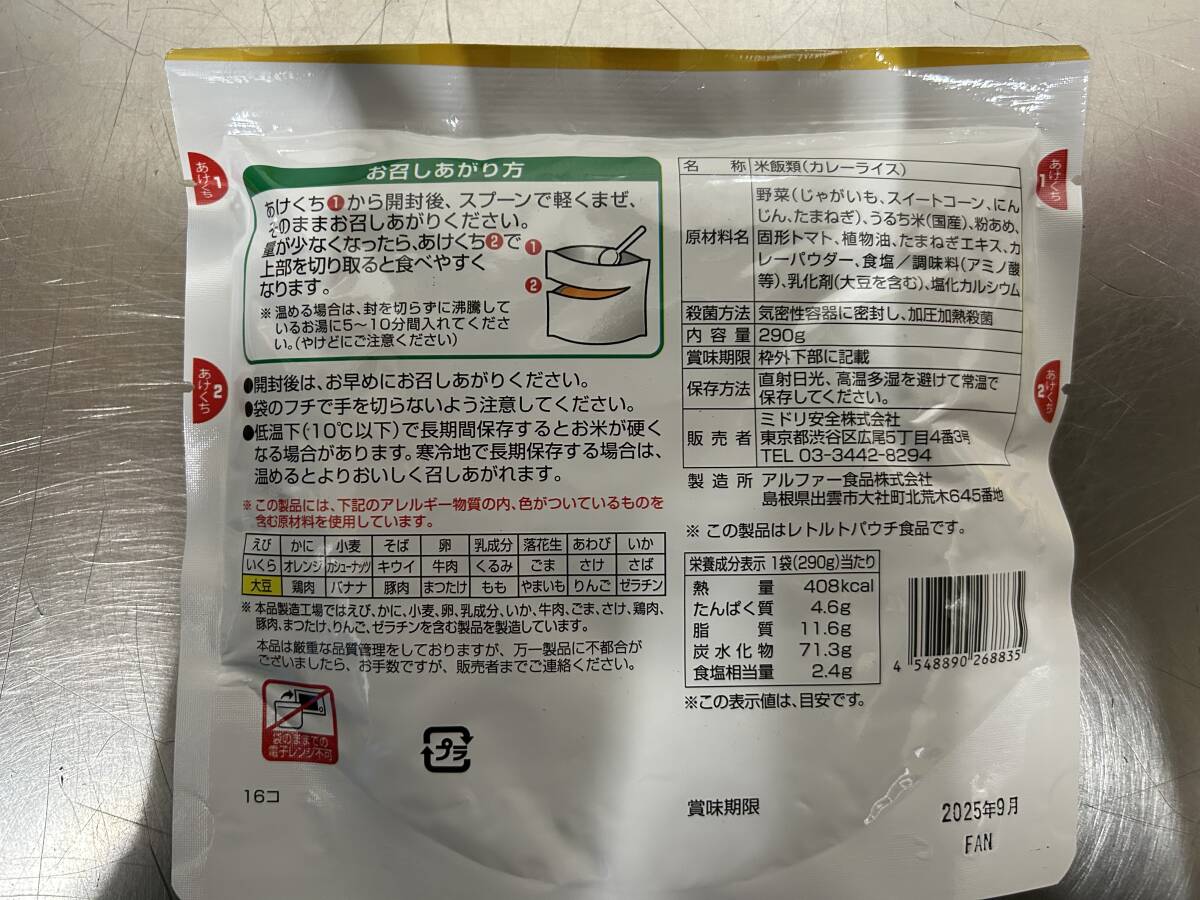 お召しあがり方
あけくち❶から開封後、スプーンで軽くまぜ、
そのままお召しあがりください。
量が少なくなったら、あけくち❷で
上部を切り取ると食べやすく
なります。
※温める場合は、封を切らずに沸騰して
いるお湯に5〜10分間入れてくださ
い。(やけどにご注意ください)
❶
❷
●開封後は、お早めにお召しあがりください。
●袋のフチで手を切らないよう注意してください。
●低温下(10℃以下)で長期間保存するとお米が硬く
なる場合があります。寒冷地で長期保存する場合は、
温めるとよりおいしく召しあがれます。
※この製品には、下記のアレルギー物質の内、色がついているものを
含む原材料を使用しています。
えび かに 小麦 そば 卵 乳成分 落花生 あわび いか
いくら オレンジ カシューナッツ キウイ 牛肉 くるみ ごま さけ さば
大豆 鶏肉 バナナ 豚肉 まつたけ もも やまいも りんご ゼラチン
※本品製造工場ではえび、かに、小麦、卵、乳成分、いか、牛肉、ごま、さけ、鶏肉、
豚肉、まつたけ、りんご、ゼラチンを含む製品を製造しています。
本品は厳重な品質管理をしておりますが、万一製品に不都合が
ございましたら、お手数ですが、販売者までご連絡ください。
袋のままでの
電子レンジ不可
プラ
16コ
あけくち 1
あけくち 2
名 称 米飯類(カレーライス)
原材料名 野菜(じゃがいも、スイートコーン、にん
じん、たまねぎ)、うるち米(国産)、粉あめ、
固形トマト、植物油、たまねぎエキス、カ
レーパウダー、食塩/調味料(アミノ酸
等)、乳化剤(大豆を含む)、塩化カルシウム
殺菌方法 気密性容器に密封し、加圧加熱殺菌
内容量 290g
賞味期限 枠外下部に記載
保存方法 直射日光、高温多湿を避けて常温で
保存してください。
販売者 ミドリ安全株式会社
東京都渋谷区広尾5丁目4番3号
TEL 03-3442-8294
製造所 アルファー食品株式会社
島根県出雲市大社町北荒木645番地
※この製品はレトルトパウチ食品です。
栄養成分表示 1袋(290g)当たり
熱 量 408kcal
たんぱく質 4.6g
脂 質 11.6g
炭水化物 71.3g
食塩相当量 2.4g
※この表示値は、目安です。
4 548890 268835
賞味期限
2025年9月
FAN
1 あけくち
2 あけくち